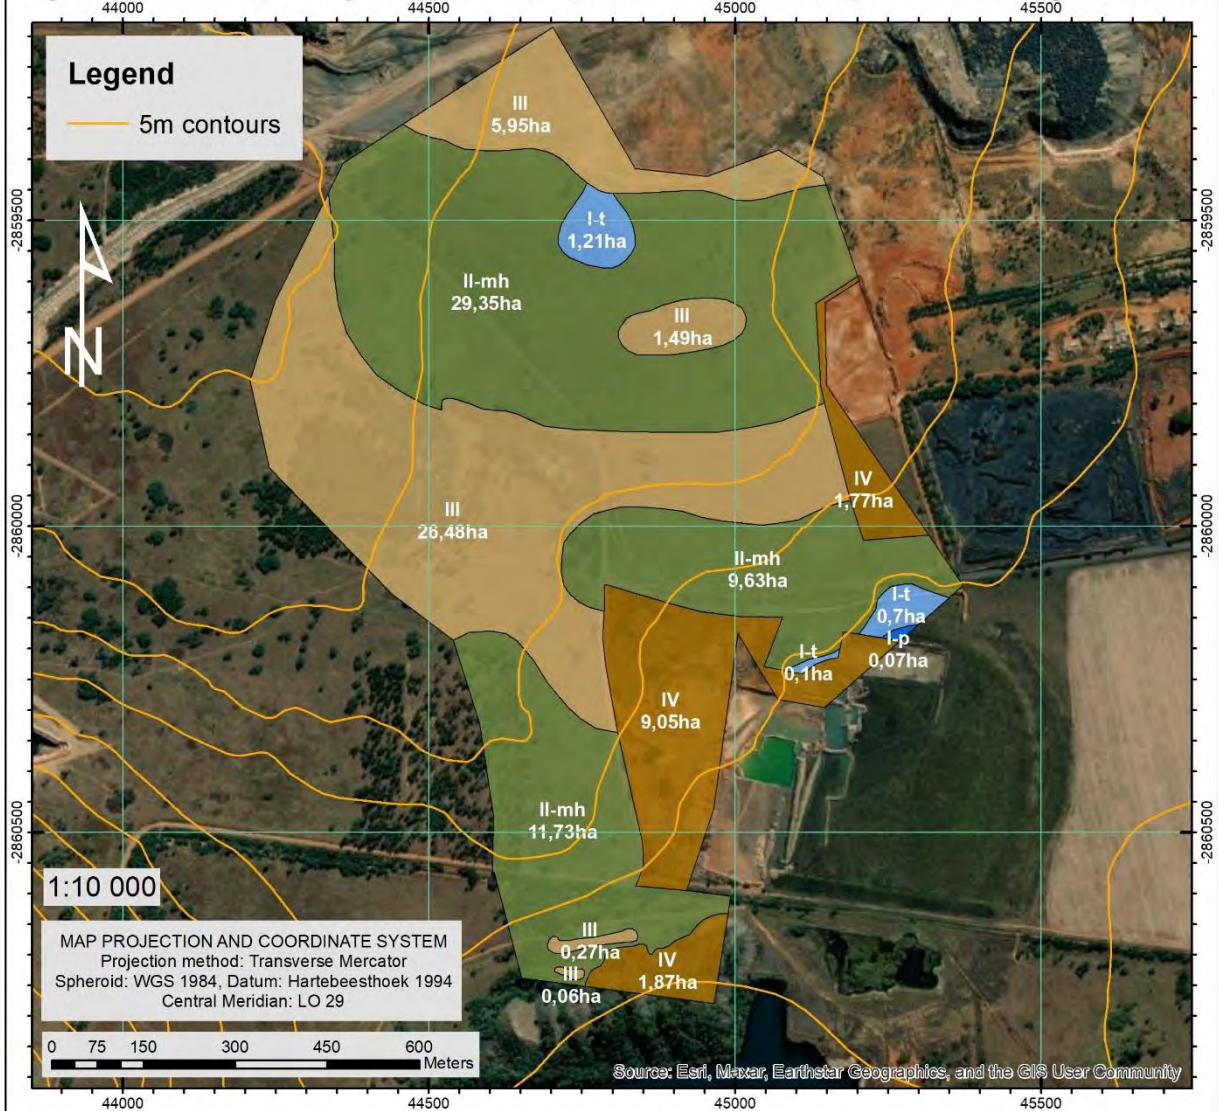 44000
44500
45000
45500
Legend
5m contours
III
5,95ha
-2859500
-2859500
I-t
1,21ha
II-mh
29,35ha
III
1,49ha
N
IV
1,77ha
III
26,48ha
-2860000
-2860000
II-mh
9,63ha
I-t
0,7ha
I-p
0,07ha
I-t
0,1ha
IV
9,05ha
II-mh
11,73ha
-2860500
-2860500
1:10 000
III
0,27ha
IV
1,87ha
III
0,06ha
MAP PROJECTION AND COORDINATE SYSTEM
Projection method: Transverse Mercator
Spheroid: WGS 1984, Datum: Hartebeesthoek 1994
Central Meridian: LO 29
0 75 150 300 450 600
Meters
Source: Esri, Maxar, Earthstar Geographics, and the GIS User Community
44000
44500
45000
45500